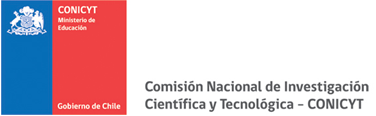 CONICYT
Ministerio de
Educación
Gobierno de Chile
Comisión Nacional de Investigación
Científica y Tecnológica – CONICYT